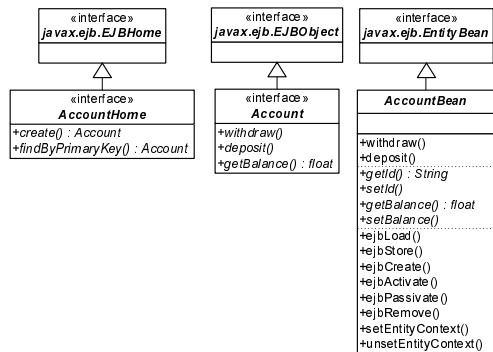 «interface»
javax.ejb.EJBHome
AccountHome
«interface»
+create() : Account
+findByPrimaryKey() : Account
«interface»
javax.ejb.EJBObject
«interface»
Account
+withdraw()
+deposit()
+getBalance() : float
«interface»
javax.ejb.EntityBean
AccountBean
+withdraw()
+deposit()
+getId() : String
+setId()
+getBalance() : float
+setBalance()
+ejbLoad()
+ejbStore()
+ejbCreate()
+ejbActivate()
+ejbPassivate()
+ejbRemove()
+setEntityContext()
+unsetEntityContext()